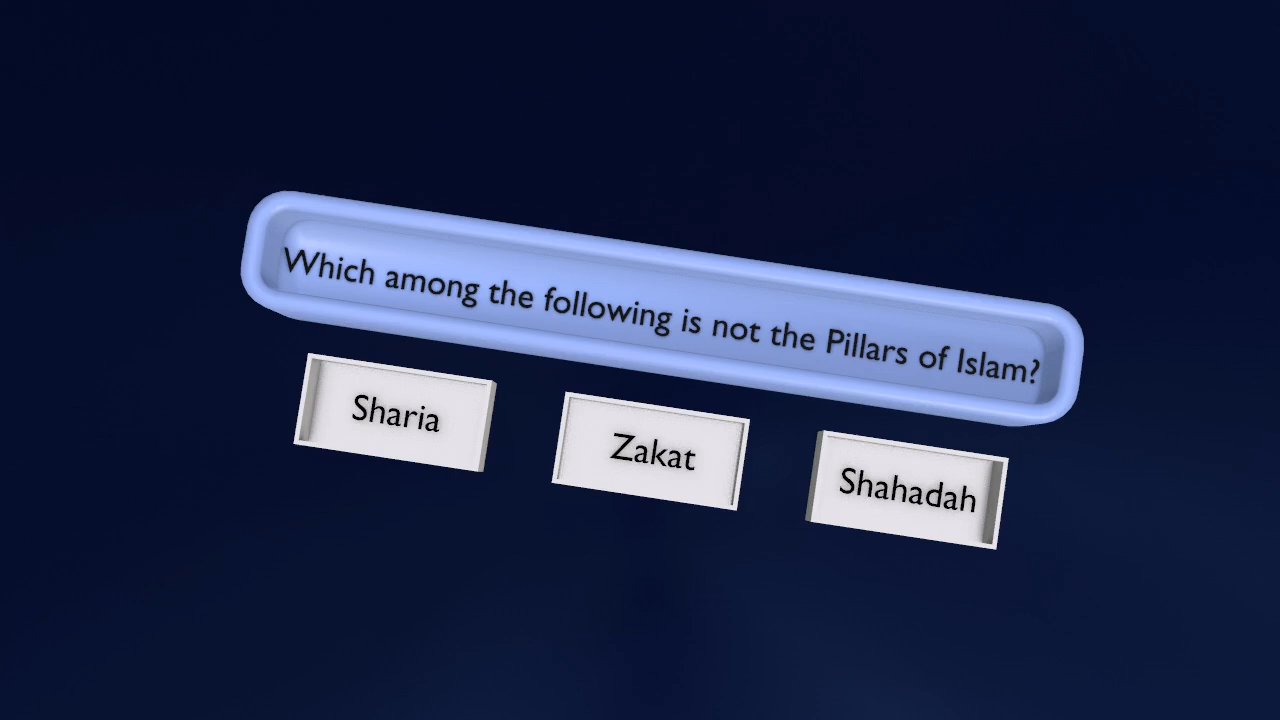 Which among the following is not the Pillars of Islam?
Sharia
Zakat
Shahadah